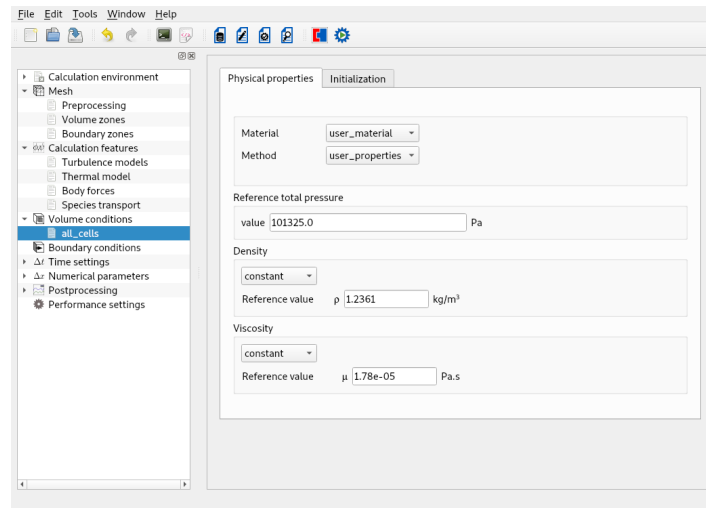 File Edit Tools Window Help
Calculation environment
Mesh
Preprocessing
Volume zones
Boundary zones
Calculation features
Turbulence models
Thermal model
Body forces
Species transport
Volume conditions
all_cells
Boundary conditions
Δt Time settings
Δx Numerical parameters
Postprocessing
Performance settings
Physical properties Initialization
Material user_material
Method user_properties
Reference total pressure
value 101325.0 Pa
Density
constant
Reference value ρ 1.2361 kg/m³
Viscosity
constant
Reference value μ 1.78e-05 Pa.s